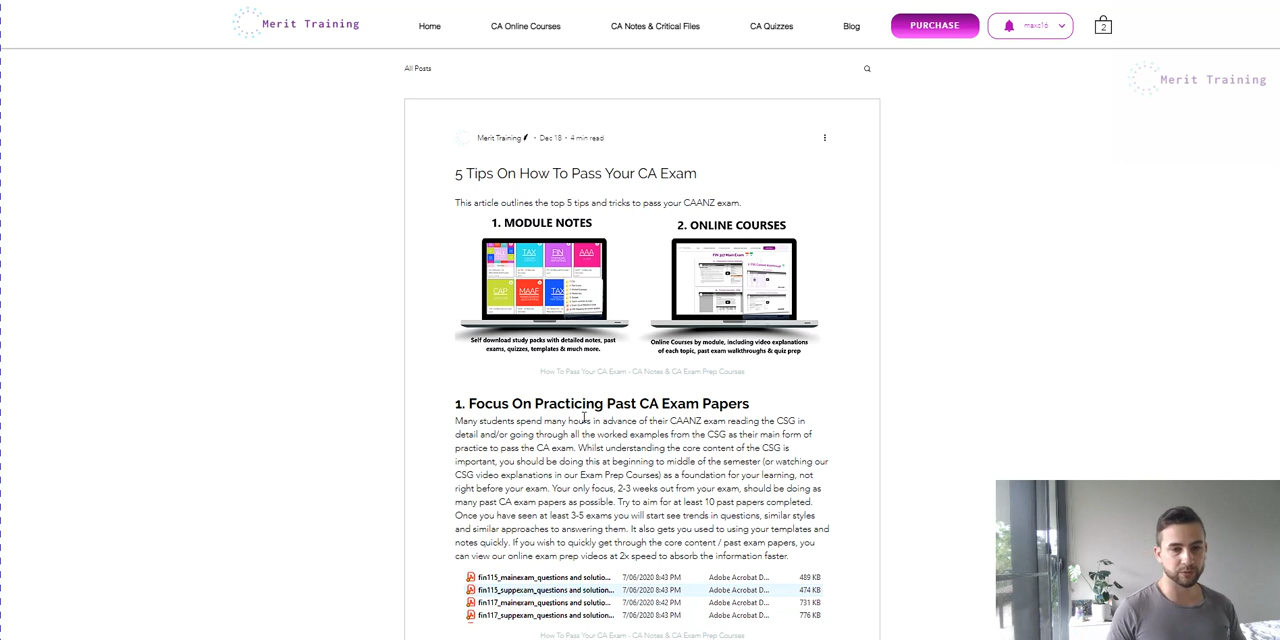 Merit Training
Home
CA Online Courses
CA Notes & Critical Files
CA Quizzes
Blog
PURCHASE
maxc16
2
All Posts
Merit Training
Merit Training
Dec 18
4 min read
5 Tips On How To Pass Your CA Exam
This article outlines the top 5 tips and tricks to pass your CAANZ exam.
1. MODULE NOTES
2. ONLINE COURSES
TAX
FIN
AAA
CAP
MAAF
TAX
Self download study packs with detailed notes, past
exams, quizzes, templates & much more.
Online Courses by module, including video explanations
of each topic, past exam walkthroughs & quiz prep
How To Pass Your CA Exam - CA Notes & CA Exam Prep Courses
1. Focus On Practicing Past CA Exam Papers
Many students spend many hours in advance of their CAANZ exam reading the CSG in
detail and/or going through all the worked examples from the CSG as their main form of
practice to pass the CA exam. Whilst understanding the core content of the CSG is
important, you should be doing this at beginning to middle of the semester (or watching our
CSG video explanations in our Exam Prep Courses) as a foundation for your learning, not
right before your exam. Your only focus, 2-3 weeks out from your exam, should be doing as
many past CA exam papers as possible. Try to aim for at least 10 past papers completed.
Once you have seen at least 3-5 exams you will start see trends in questions, similar styles
and similar approaches to answering them. It also gets you used to using your templates and
notes quickly. If you wish to quickly get through the core content / past exam papers, you
can view our online exam prep videos at 2x speed to absorb the information faster.
fin115_mainexam_questions and solutio... 7/06/2020 8:43 PM Adobe Acrobat D... 489 KB
fin115_suppexam_questions and solution... 7/06/2020 8:43 PM Adobe Acrobat D... 474 KB
fin117_mainexam_questions and solutio... 7/06/2020 8:42 PM Adobe Acrobat D... 731 KB
fin117_suppexam_questions and solution... 7/06/2020 8:43 PM Adobe Acrobat D... 776 KB
How To Pass Your CA Exam - CA Notes & CA Exam Prep Courses